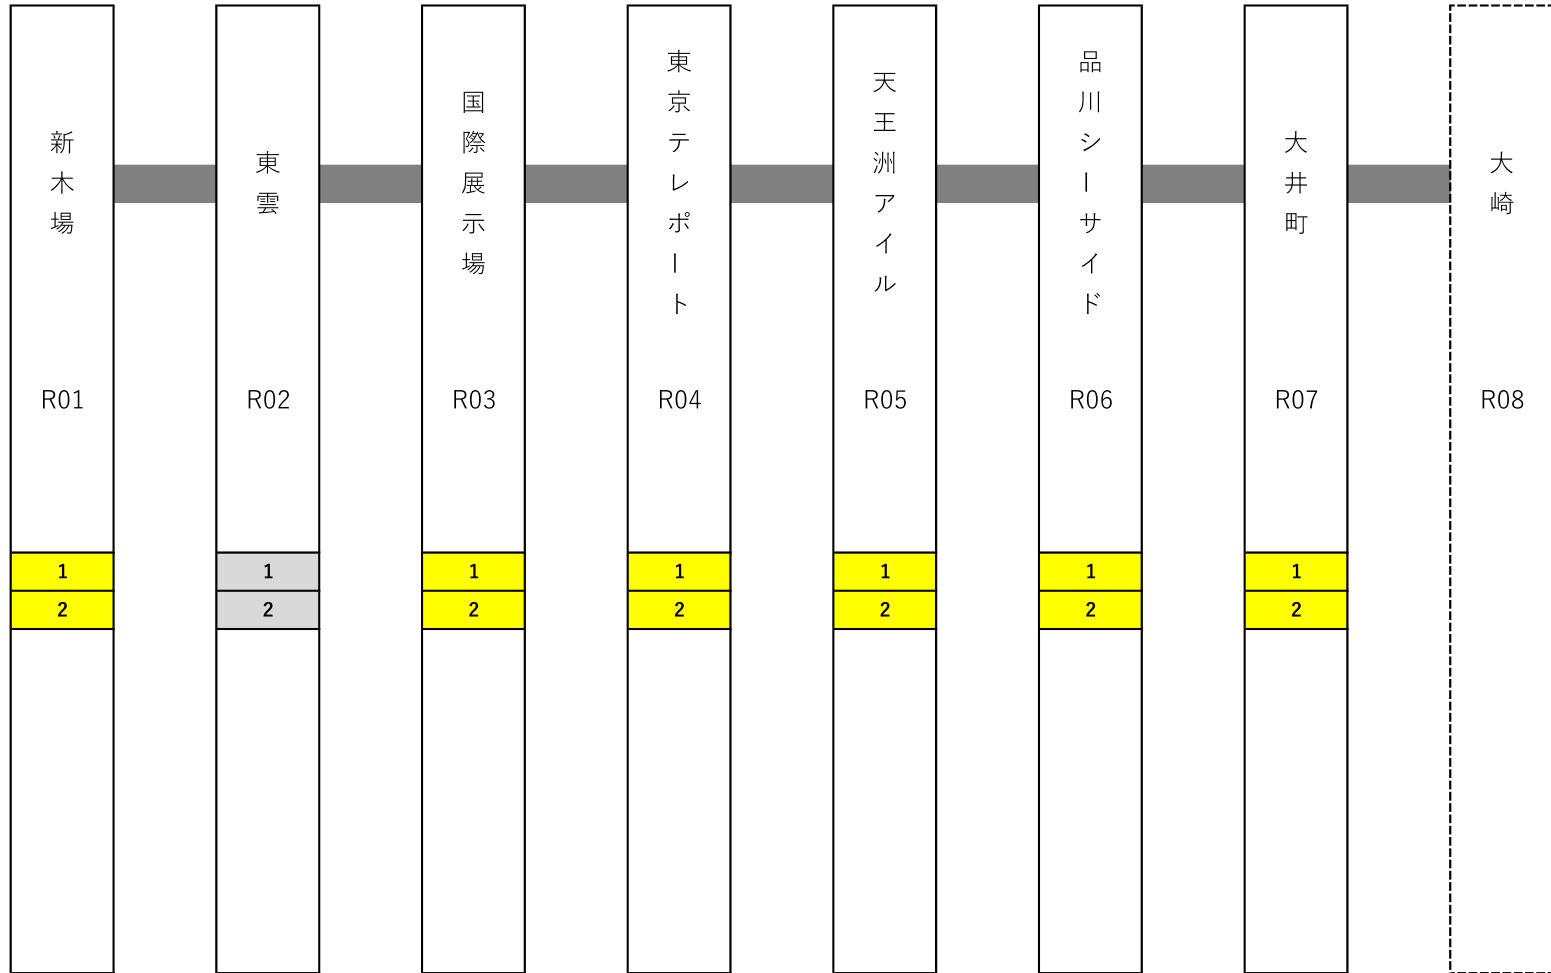 新木場
東雲
国際展示場
東京テレポート
天王洲アイル
品川シーサイド
大井町
大崎
R01
R02
R03
R04
R05
R06
R07
R08
1
1
1
1
1
1
1
2
2
2
2
2
2
2